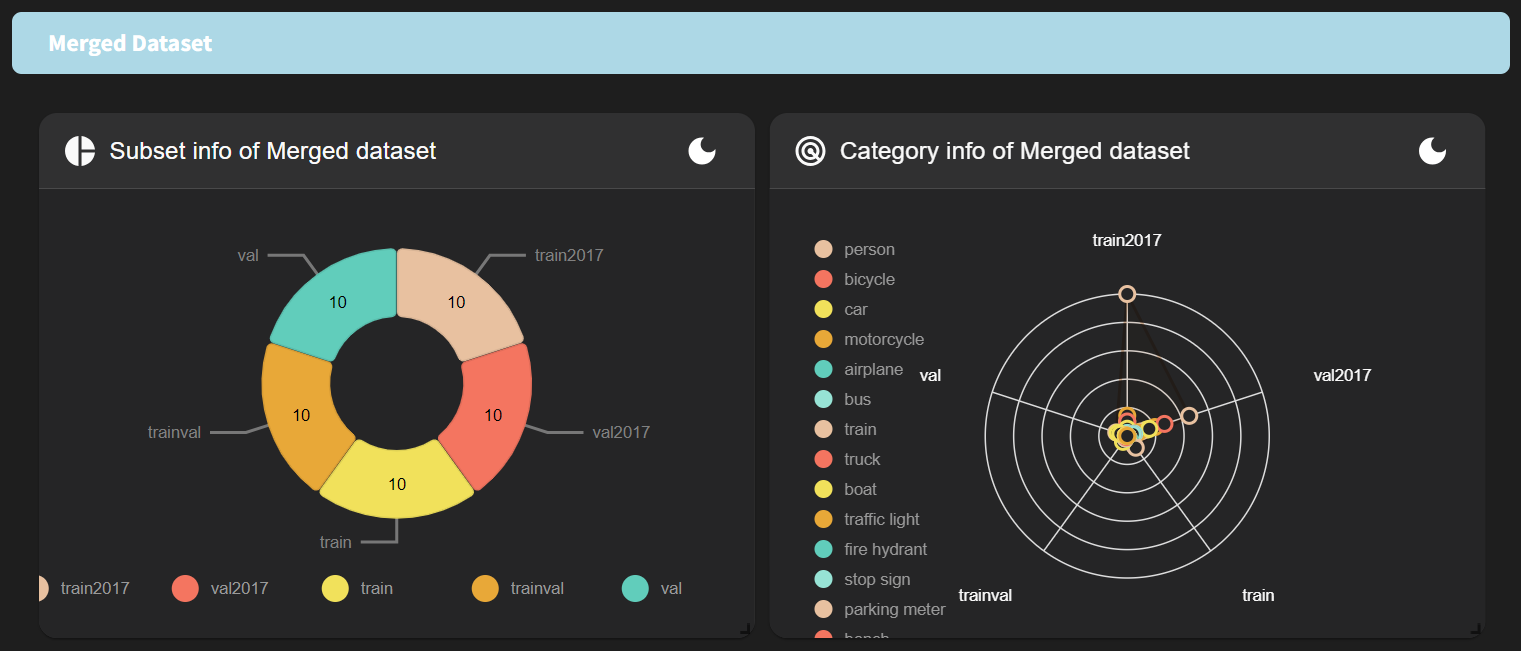 Merged Dataset
Subset info of Merged dataset
val
train2017
10
10
trainval
10
10
val2017
10
train
train2017
val2017
train
trainval
val
Category info of Merged dataset
person
bicycle
car
motorcycle
airplane
bus
train
truck
boat
traffic light
fire hydrant
stop sign
parking meter
bench
train2017
val
val2017
trainval
train